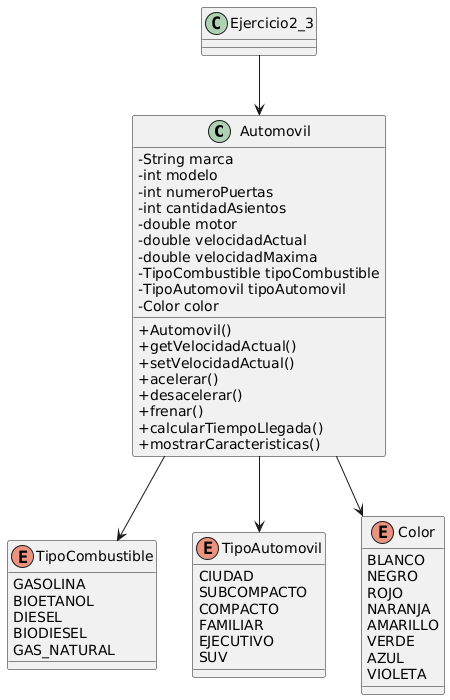 C Ejercicio2_3
C Automovil
-String marca
-int modelo
-int numeroPuertas
-int cantidadAsientos
-double motor
-double velocidadActual
-double velocidadMaxima
-TipoCombustible tipoCombustible
-TipoAutomovil tipoAutomovil
-Color color
+Automovil()
+getVelocidadActual()
+setVelocidadActual()
+acelerar()
+desacelerar()
+frenar()
+calcularTiempoLlegada()
+mostrarCaracteristicas()
E TipoCombustible
GASOLINA
BIOETANOL
DIESEL
BIODIESEL
GAS_NATURAL
E TipoAutomovil
CIUDAD
SUBCOMPACTO
COMPACTO
FAMILIAR
EJECUTIVO
SUV
E Color
BLANCO
NEGRO
ROJO
NARANJA
AMARILLO
VERDE
AZUL
VIOLETA